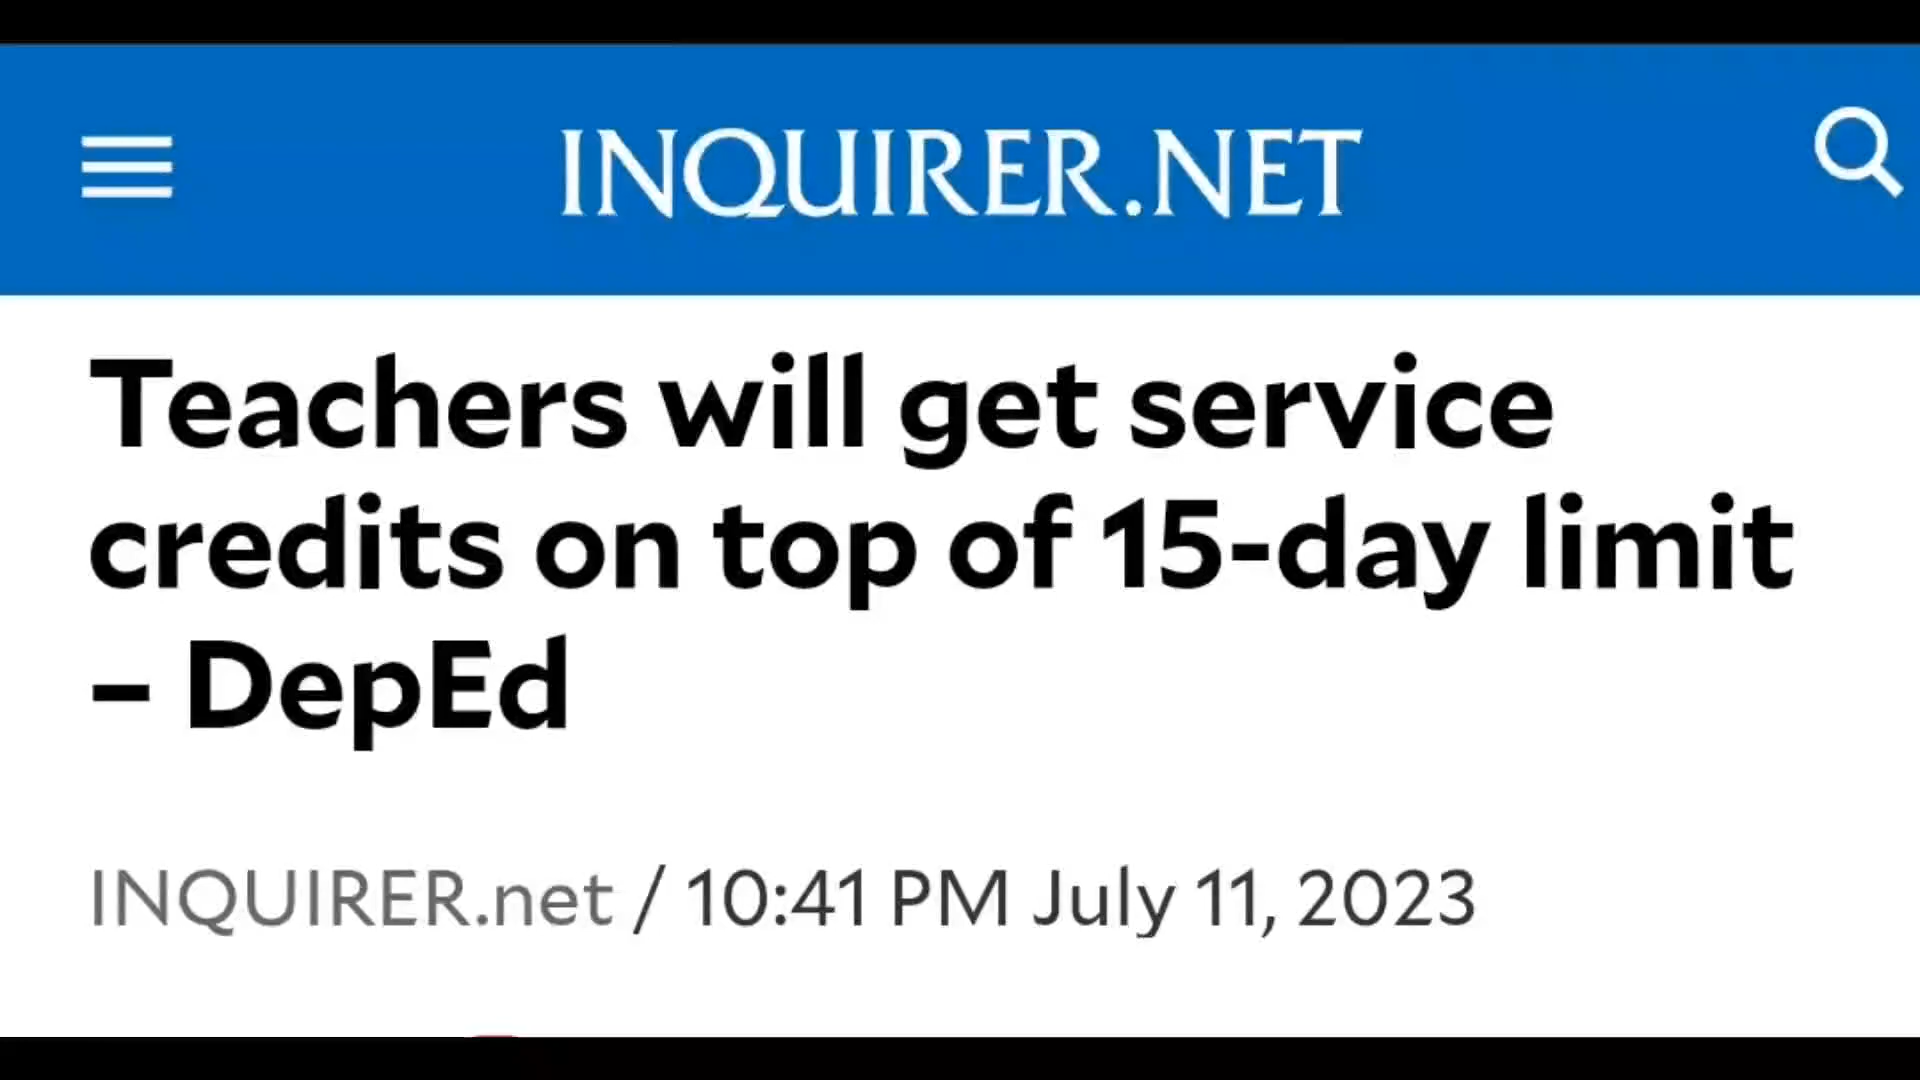 INQUIRER.NET
Teachers will get service
credits on top of 15-day limit
– DepEd
INQUIRER.net / 10:41 PM July 11, 2023